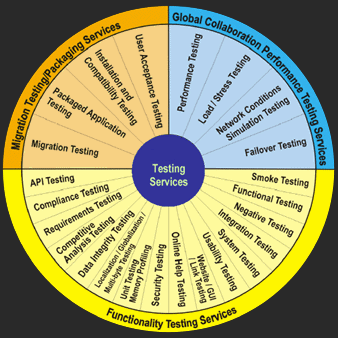 Migration Testing/Packaging Services
Migration Testing
Packaged Application
Testing
Installation and
Compatibility Testing
User Acceptance Testing
Global Collaboration Performance Testing Services
Performance Testing
Load / Stress Testing
Network Conditions
Simulation Testing
Failover Testing
Testing
Services
API Testing
Compliance Testing
Requirements Testing
Competitive
Analysis Testing
Data Integrity Testing
Localization / Globalization /
Multi-byte Testing
Unit Testing
Memory Profiling
Security Testing
Online Help Testing
Website / GUI
/ Link Testing
Usability Testing
System Testing
Integration Testing
Negative Testing
Functional Testing
Smoke Testing
Functionality Testing Services